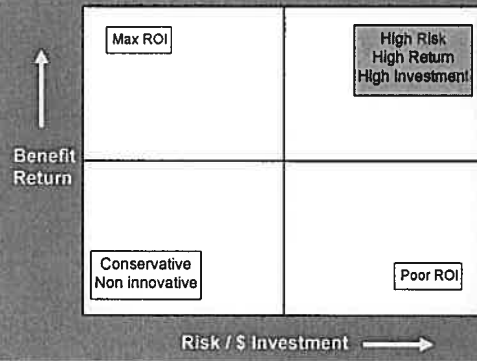 Max ROI
High Risk
High Return
High Investment
Benefit
Return
Conservative
Non innovative
Poor ROI
Risk / $ Investment